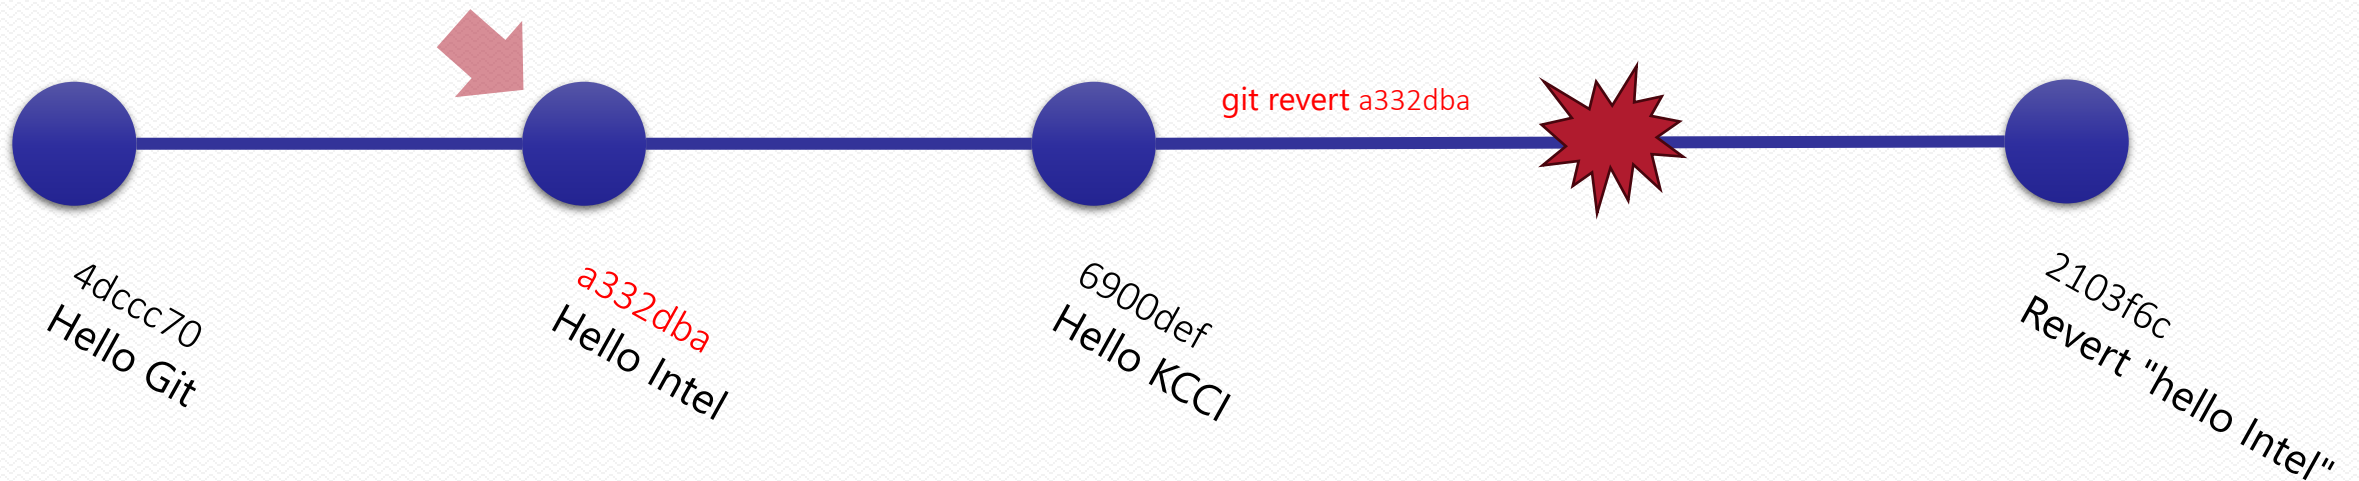 git revert a332dba
4dccc70
Hello Git
a332dba
Hello Intel
6900def
Hello KCCI
2103f6c
Revert "hello Intel"